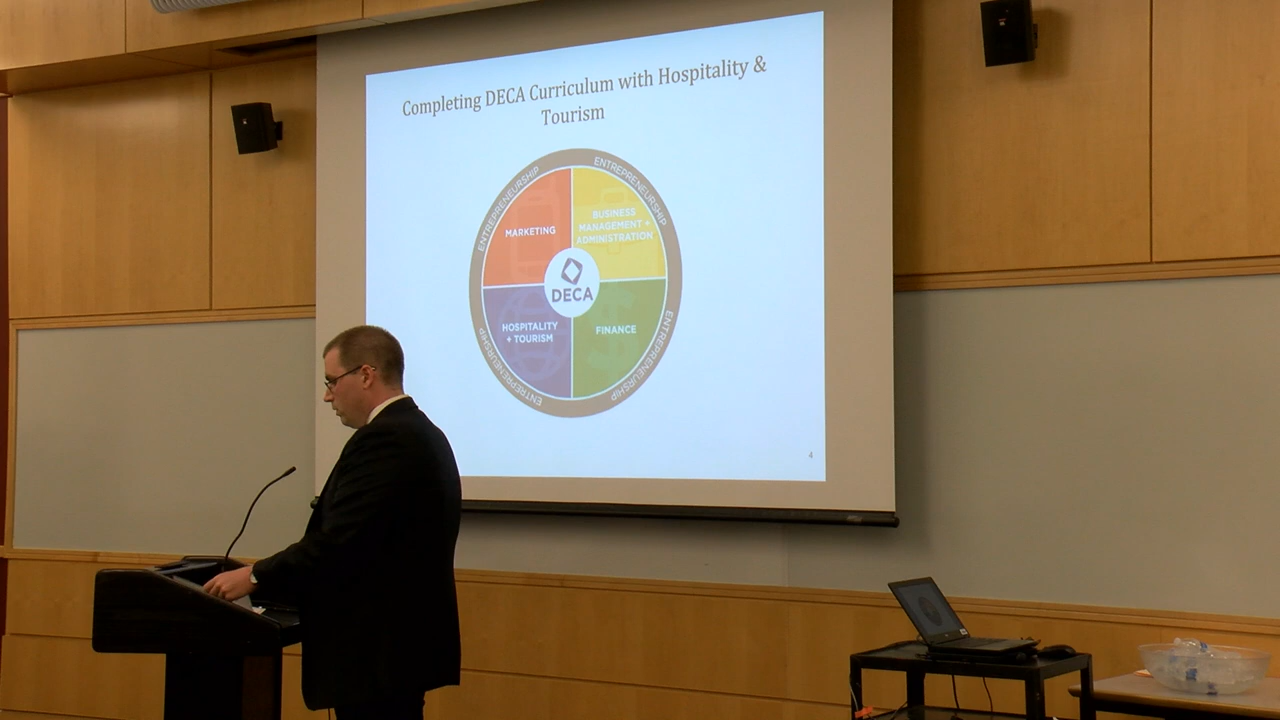 Completing DECA Curriculum with Hospitality &
Tourism
ENTREPRENEURSHIP
ENTREPRENEURSHIP
MARKETING
BUSINESS
MANAGEMENT +
ADMINISTRATION
DECA
HOSPITALITY
+ TOURISM
FINANCE
ENTREPRENEURSHIP
ENTREPRENEURSHIP
4